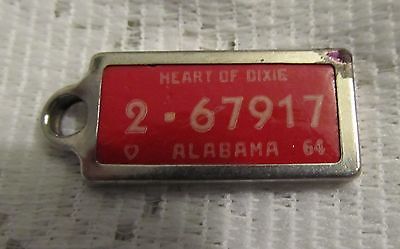 HEART OF DIXIE
2·67917
♡ ALABAMA 64